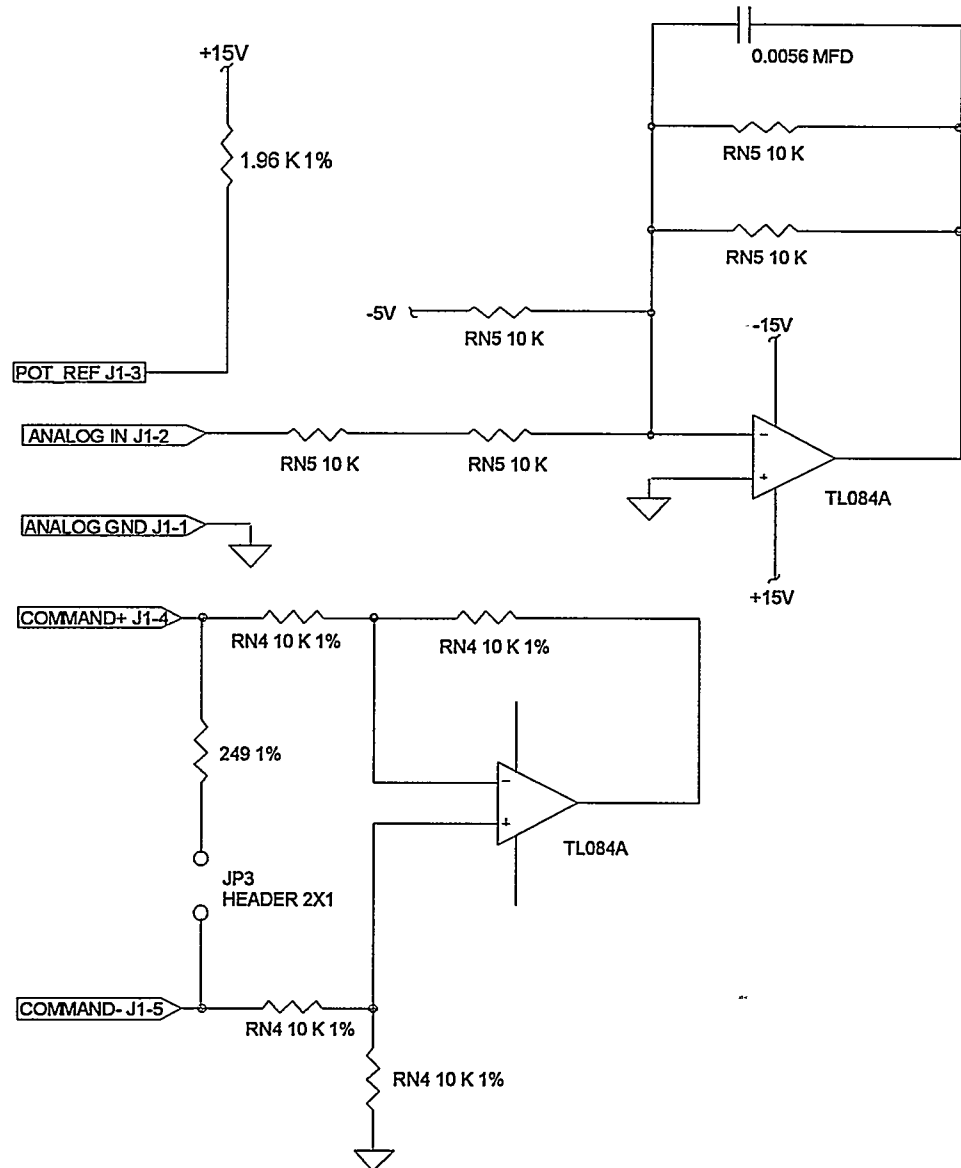 0.0056 MFD
+15V
1.96 K 1%
RN5 10 K
RN5 10 K
-5V
RN5 10 K
-15V
POT_REF J1-3
ANALOG IN J1-2
RN5 10 K
RN5 10 K
-
+
TL084A
ANALOG GND J1-1
+15V
COMMAND+ J1-4
RN4 10 K 1%
RN4 10 K 1%
249 1%
-
+
TL084A
JP3
HEADER 2X1
COMMAND- J1-5
RN4 10 K 1%
RN4 10 K 1%